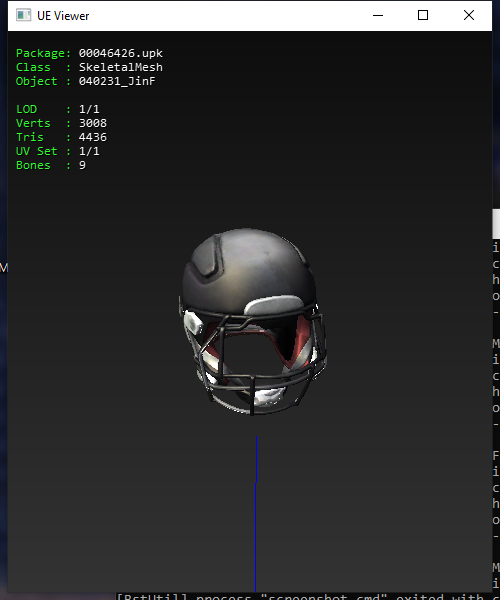 UE Viewer
Package: 00046426.upk
Class : SkeletalMesh
Object : 040231_JinF
LOD : 1/1
Verts : 3008
Tris : 4436
UV Set : 1/1
Bones : 9
M
i
c
h
o
-
M
i
c
h
o
-
F
i
c
h
o
-
M
i
[BstUtil] process "screenshot.cmd" exited with c